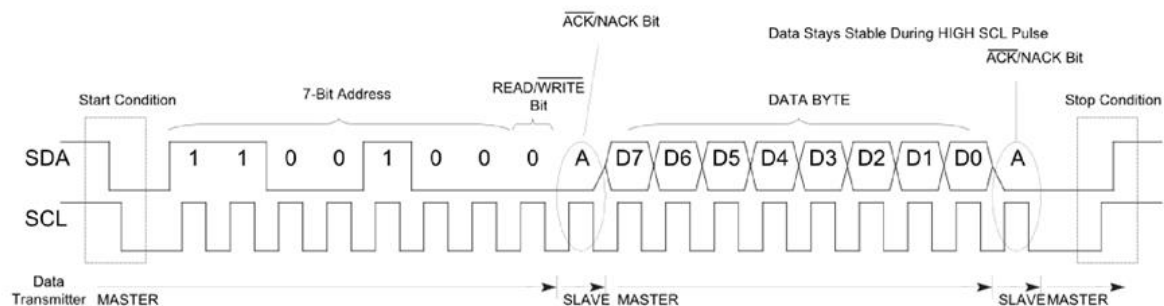 ACK/NACK Bit
Data Stays Stable During HIGH SCL Pulse
ACK/NACK Bit
Start Condition
7-Bit Address
READ/WRITE
Bit
DATA BYTE
Stop Condition
SDA 1 1 0 0 1 0 0 0 A D7 D6 D5 D4 D3 D2 D1 D0 A
SCL
Data
Transmitter MASTER SLAVE MASTER SLAVE MASTER